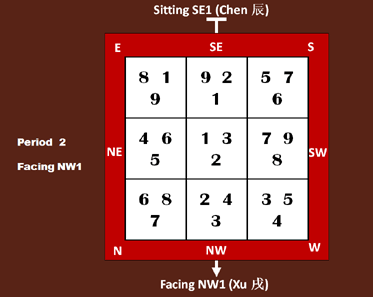 Sitting SE1 (Chen 辰)
E SE S
8 1 9 2 5 7
9 1 6
Period 2
4 6 1 3 7 9
NE SW
5 2 8
Facing NW1
6 8 2 4 3 5
7 3 4
N NW W
Facing NW1 (Xu 戌)